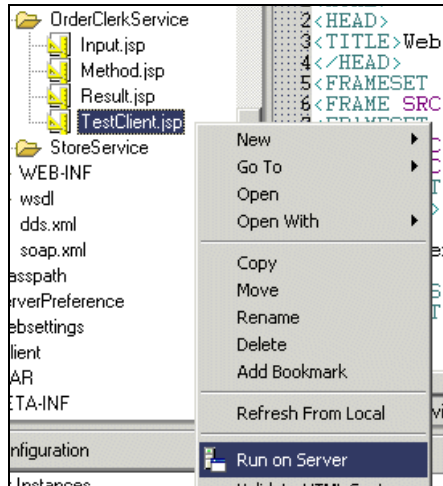 OrderClerkService
Input.jsp
Method.jsp
Result.jsp
TestClient.jsp
StoreService
WEB-INF
wsdl
dds.xml
soap.xml
asspath
rverPreference
ebsettings
lient
AR
ETA-INF
nfiguration
Instances
2<HEAD>
3<TITLE>Web
4</HEAD>
5<FRAMESET
6<FRAME SRC
New
Go To
Open
Open With
Copy
Move
Rename
Delete
Add Bookmark
Refresh From Local
Run on Server